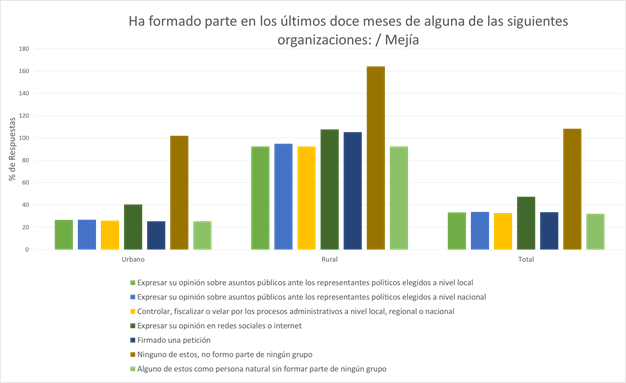 Ha formado parte en los últimos doce meses de alguna de las siguientes
organizaciones: / Mejía
180
160
140
120
100
80
60
40
20
0
% de Respuestas
Urbano
Rural
Total
Expresar su opinión sobre asuntos públicos ante los representantes políticos elegidos a nivel local
Expresar su opinión sobre asuntos públicos ante los representantes políticos elegidos a nivel nacional
Controlar, fiscalizar o velar por los procesos administrativos a nivel local, regional o nacional
Expresar su opinión en redes sociales o internet
Firmado una petición
Ninguno de estos, no formo parte de ningún grupo
Alguno de estos como persona natural sin formar parte de ningún grupo